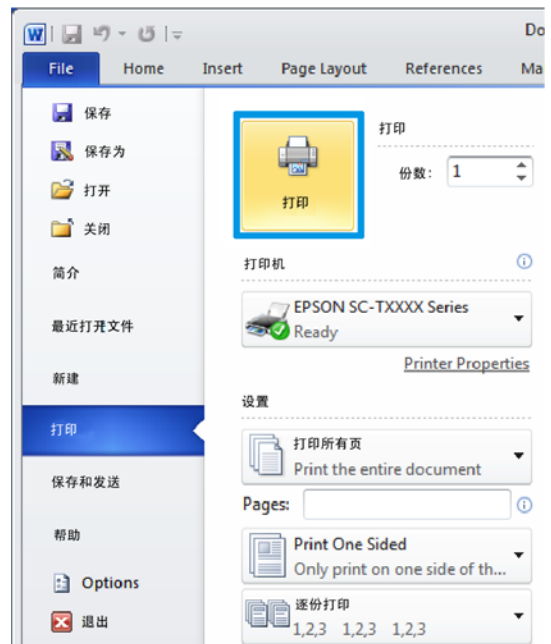 W
Do
File Home Insert Page Layout References Ma
保存
保存为
打开
关闭
简介
最近打开文件
新建
打印
保存和发送
帮助
Options
退出
打印
打印
份数: 1
打印机
EPSON SC-TXXXX Series
Ready
Printer Properties
设置
打印所有页
Print the entire document
Pages:
Print One Sided
Only print on one side of th...
逐份打印
1,2,3 1,2,3